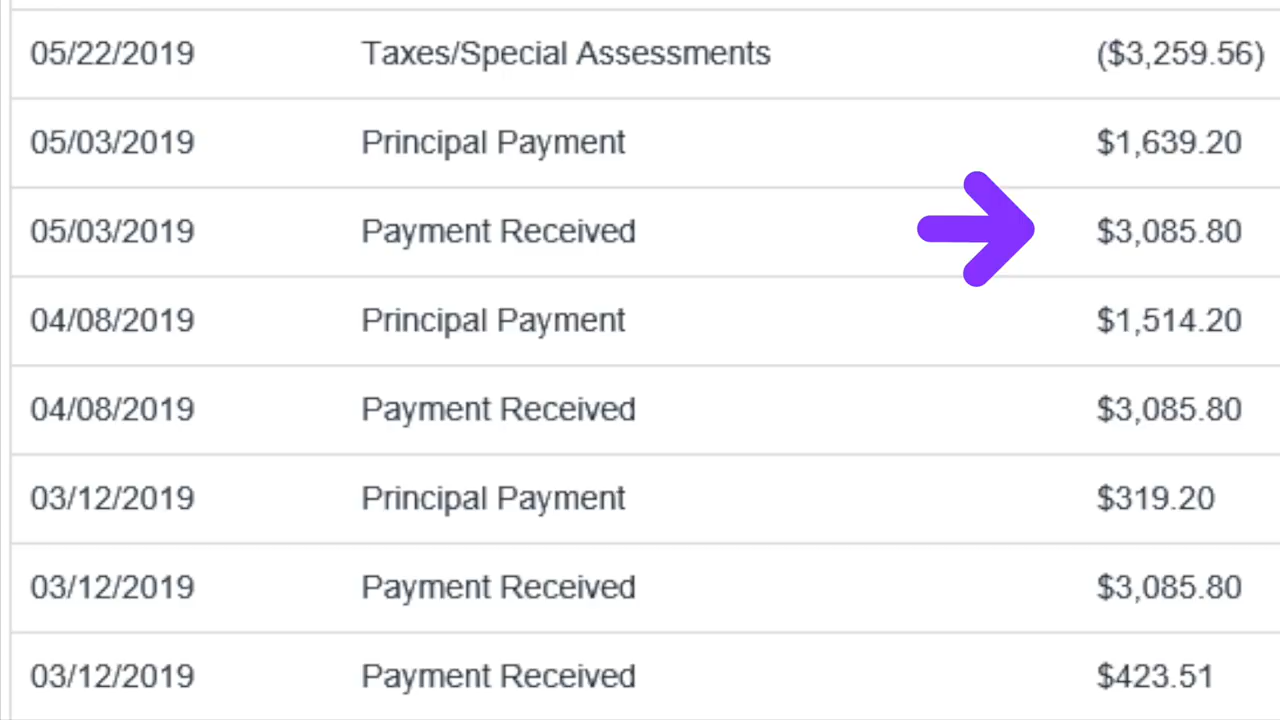 05/22/2019 Taxes/Special Assessments ($3,259.56)
05/03/2019 Principal Payment $1,639.20
05/03/2019 Payment Received $3,085.80
04/08/2019 Principal Payment $1,514.20
04/08/2019 Payment Received $3,085.80
03/12/2019 Principal Payment $319.20
03/12/2019 Payment Received $3,085.80
03/12/2019 Payment Received $423.51